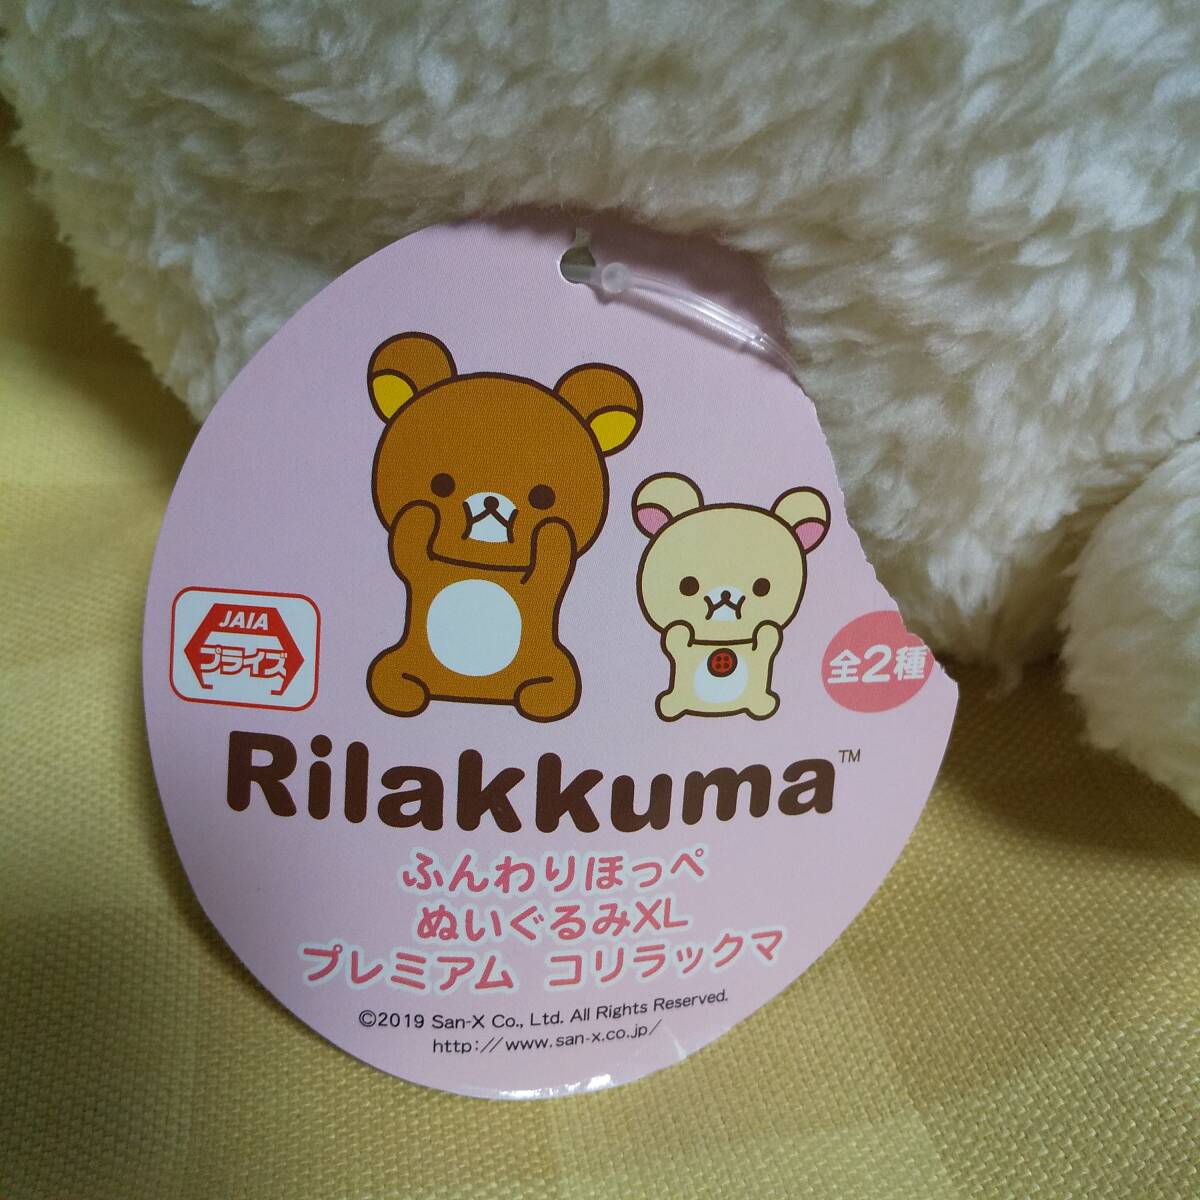 JAIA
プライズ
全2種
Rilakkuma™
ふんわりほっぺ
ぬいぐるみXL
プレミアム コリラックマ
©2019 San-X Co., Ltd. All Rights Reserved.
http://www.san-x.co.jp/